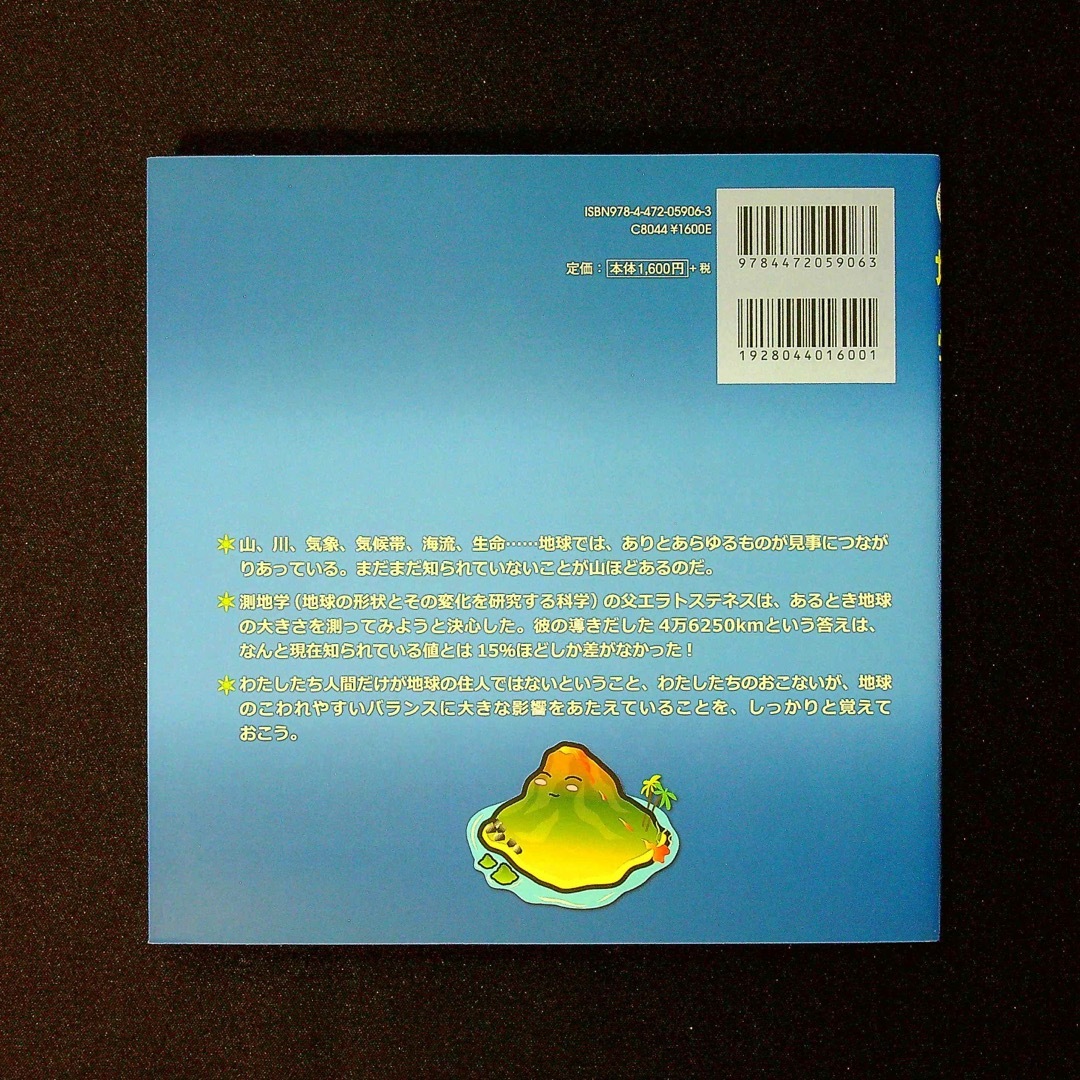 ISBN978-4-472-05906-3
C8044 ¥1600E
定価：本体1,600円+税
9784472059063
1928044016001
山、川、気象、気候帯、海流、生命……地球では、ありとあらゆるものが見事につなが
りあっている。まだまだ知られていないことが山ほどあるのだ。
測地学（地球の形状とその変化を研究する科学）の父エラトステネスは、あるとき地球
の大きさを測ってみようと決心した。彼の導きだした 4万6250kmという答えは、
なんと現在知られている値とは 15%ほどしか差がなかった！
わたしたち人間だけが地球の住人ではないということ、わたしたちのおこないが、地球
のこわれやすいバランスに大きな影響をあたえていることを、しっかりと覚えて
おこう。